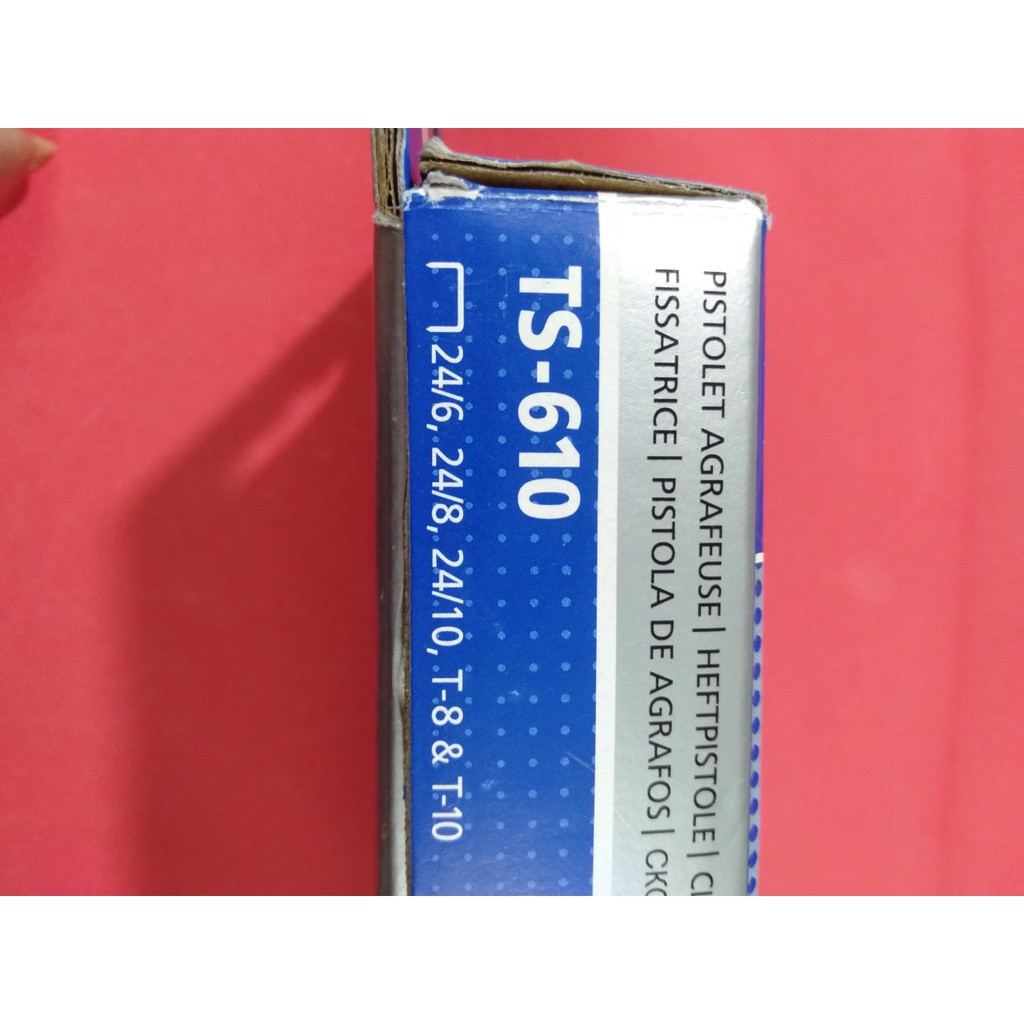 PISTOLET AGRAFEUSE | HEFTPISTOLE |
FISSATRICE | PISTOLA DE AGRAFOS |
TS-610
24/6, 24/8, 24/10, T-8 & T-10